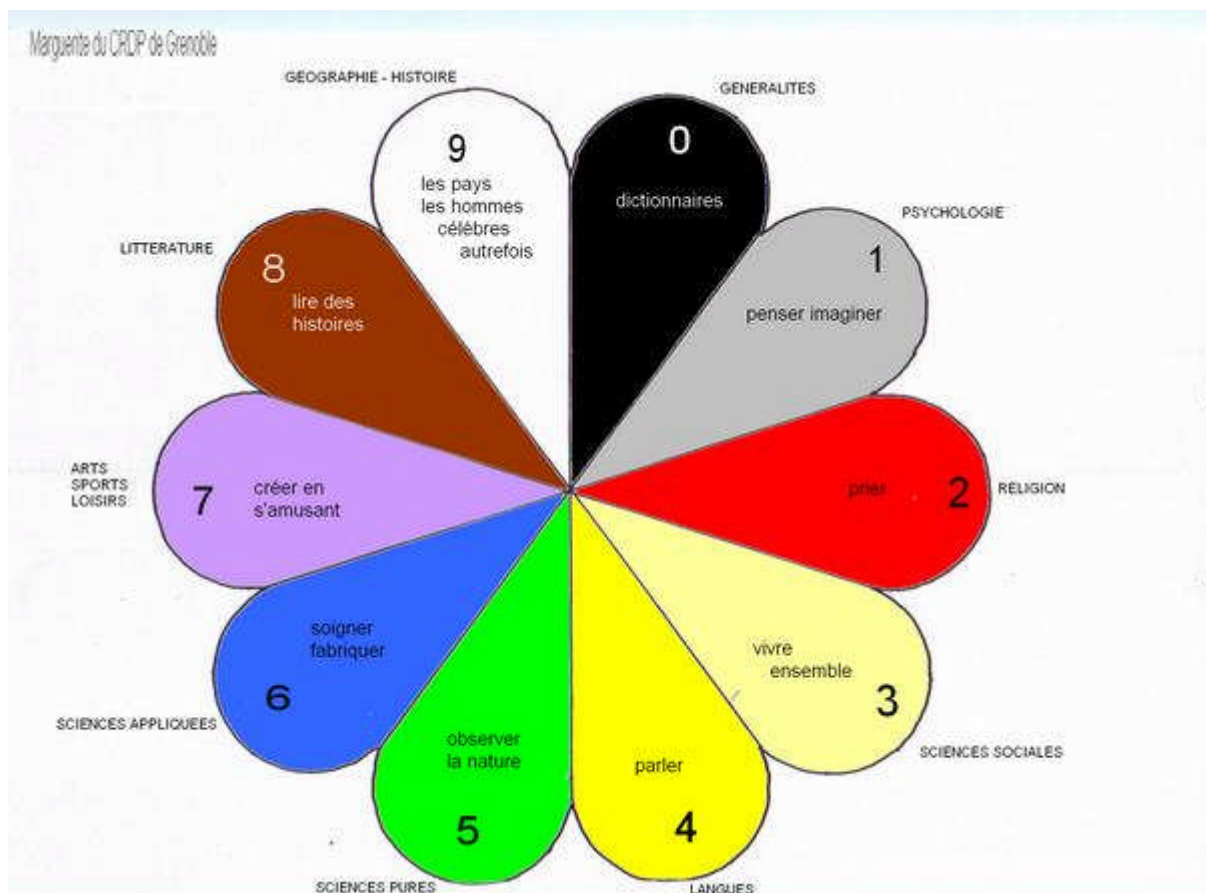 Marguerite du CRDP de Grenoble
GEOGRAPHIE - HISTOIRE
9
les pays
les hommes
célébres
autrefois
GENERALITES
0
dictionnaires
PSYCHOLOGIE
1
penser imaginer
RELIGION
2
prier
SCIENCES SOCIALES
3
vivre
ensemble
LANGUES
4
parler
SCIENCES PURES
5
observer
la nature
SCIENCES APPLIQUEES
6
soigner
fabriquer
ARTS
SPORTS
LOISIRS
7
créer en
s'amusant
LITTERATURE
8
lire des
histoires